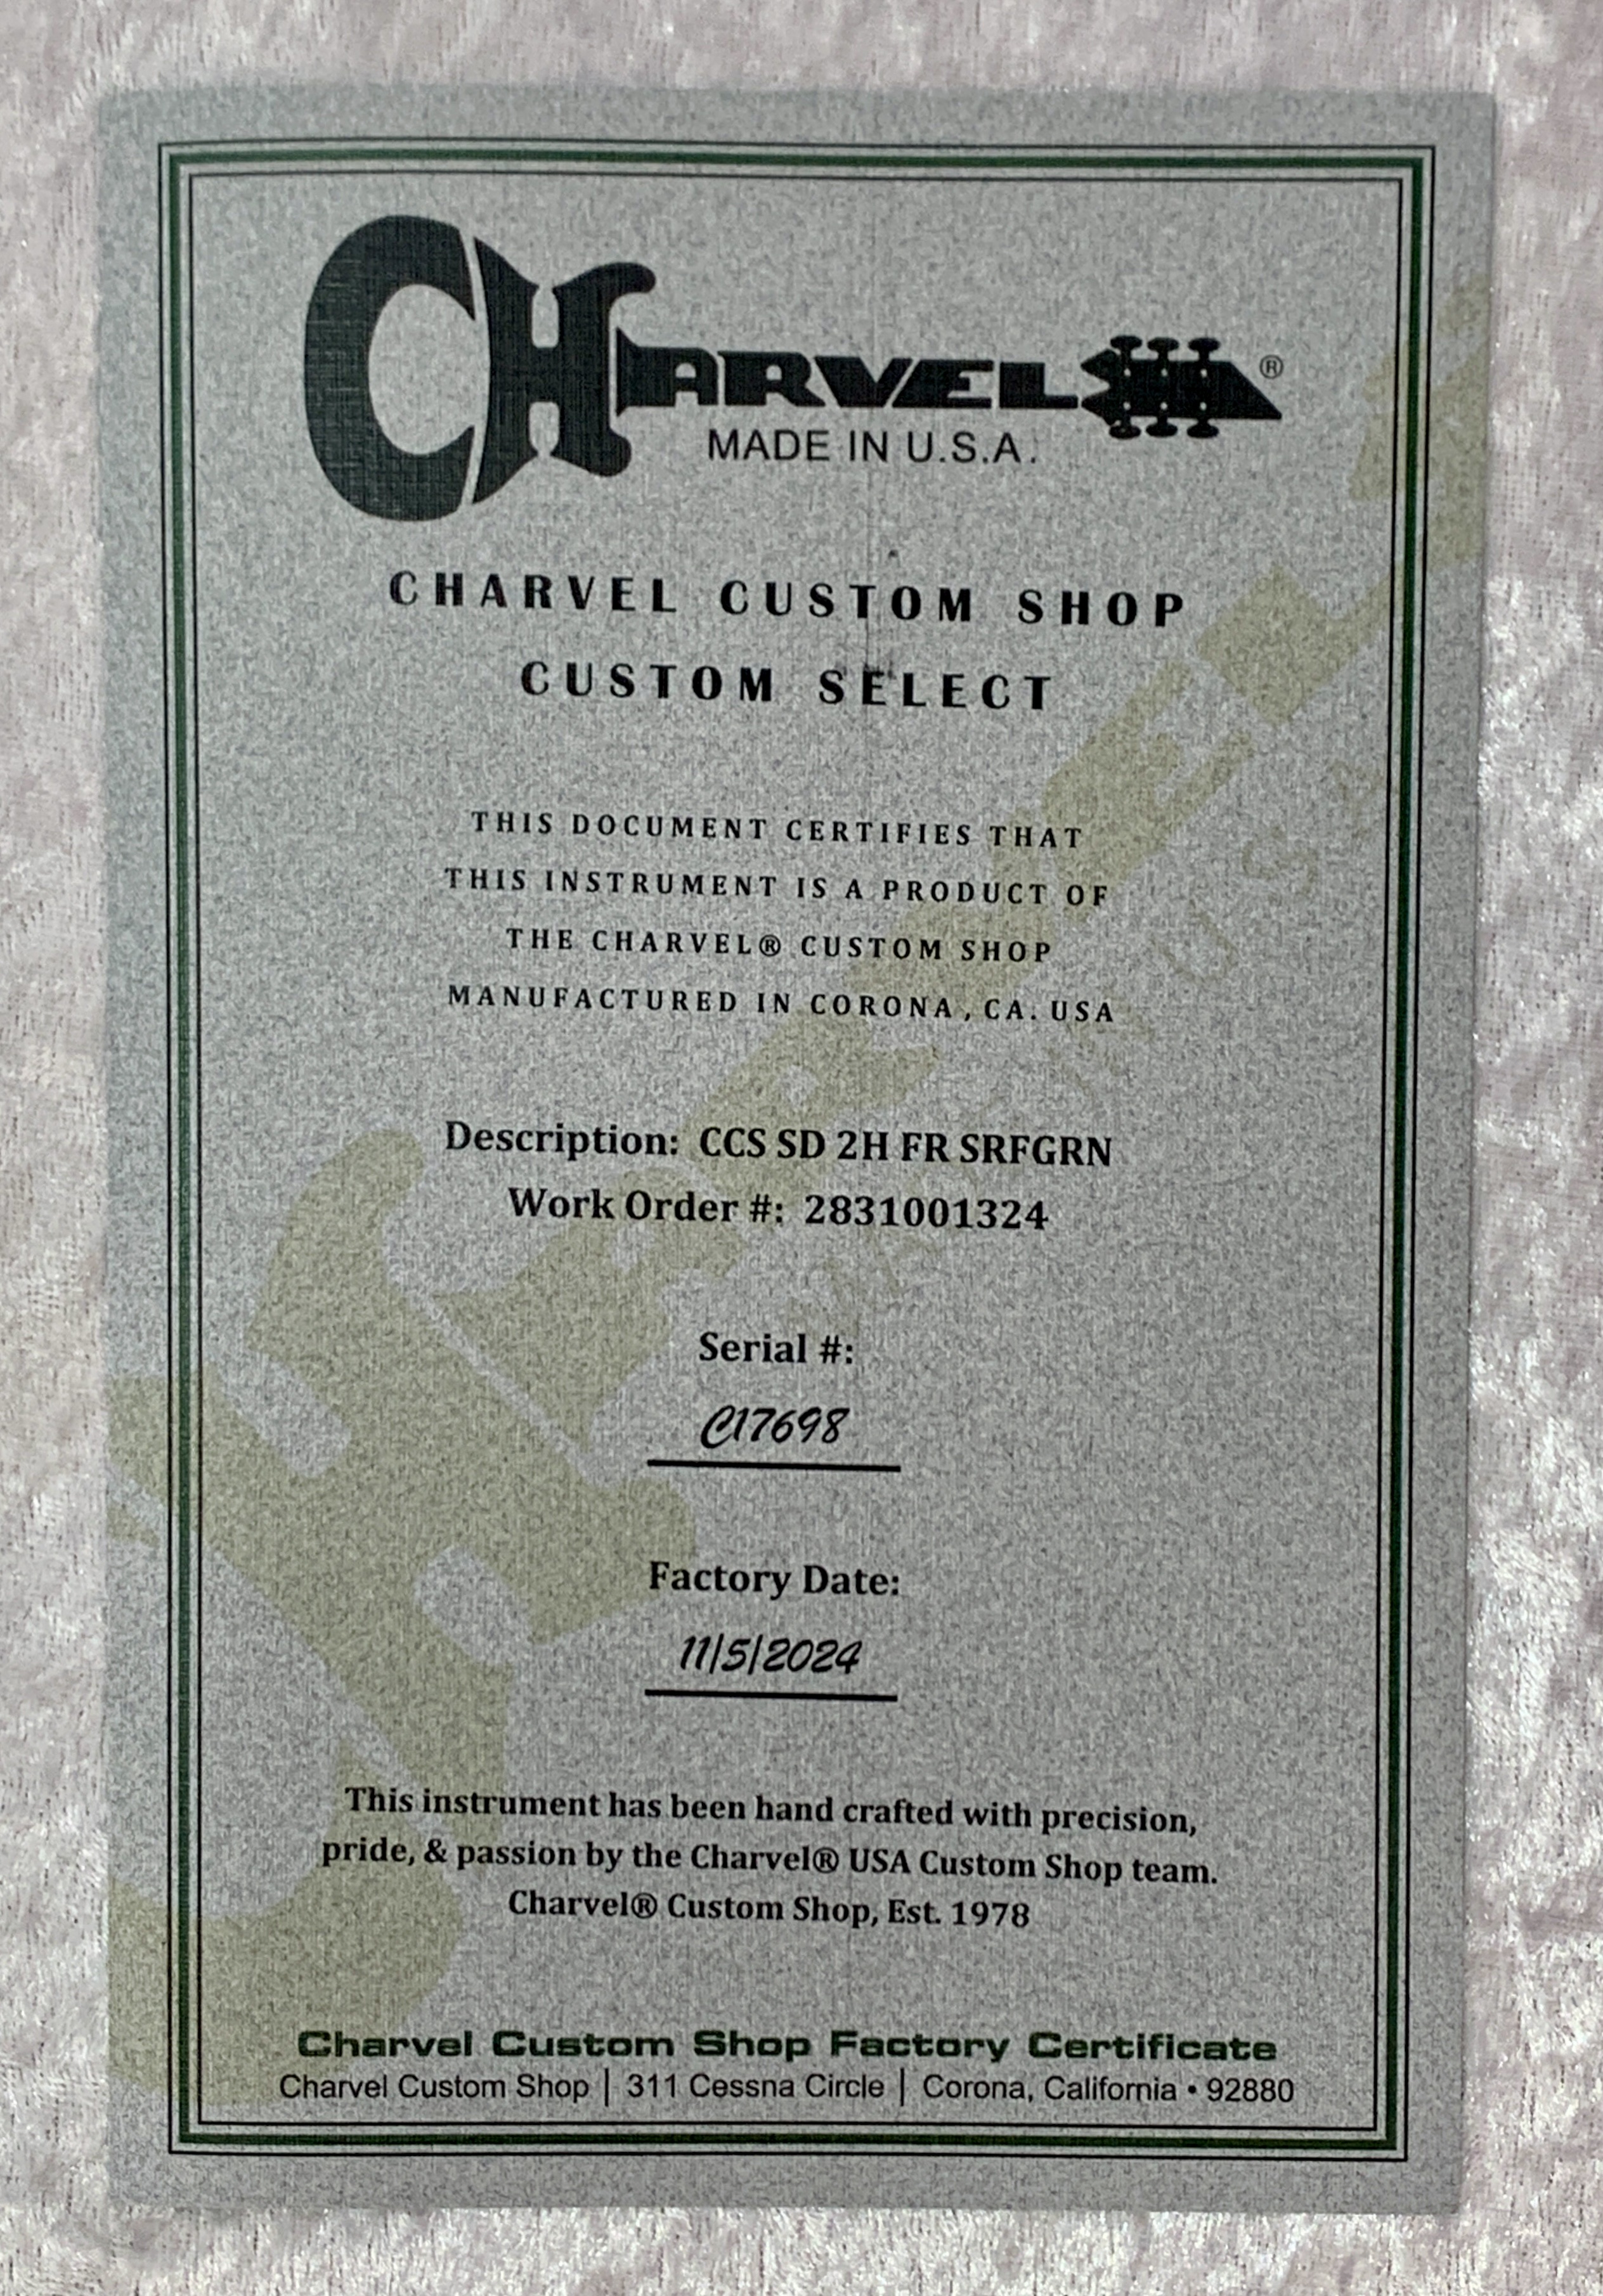 CHARVEL®
MADE IN U.S.A.
CHARVEL CUSTOM SHOP
CUSTOM SELECT
THIS DOCUMENT CERTIFIES THAT
THIS INSTRUMENT IS A PRODUCT OF
THE CHARVEL® CUSTOM SHOP
MANUFACTURED IN CORONA, CA. USA
Description: CCS SD 2H FR SRFGRN
Work Order #: 2831001324
Serial #:
C17698
Factory Date:
11/5/2024
This instrument has been hand crafted with precision,
pride, & passion by the Charvel® USA Custom Shop team.
Charvel® Custom Shop, Est. 1978
Charvel Custom Shop Factory Certificate
Charvel Custom Shop | 311 Cessna Circle | Corona, California • 92880